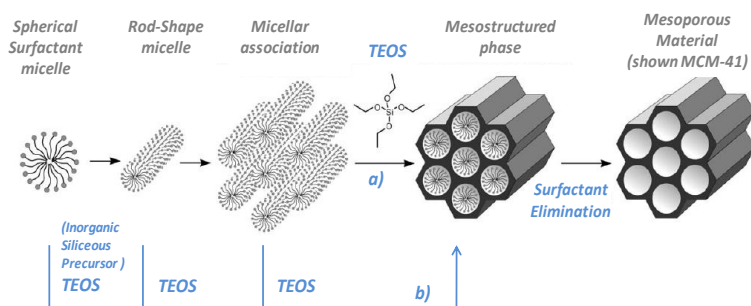 Spherical
Surfactant
micelle
Rod-Shape
micelle
Micellar
association
TEOS
Mesostructured
phase
Mesoporous
Material
(shown MCM-41)
O
O
Si
O
O
a)
Surfactant
Elimination
(Inorganic
Siliceous
Precursor )
TEOS
TEOS
TEOS
b)